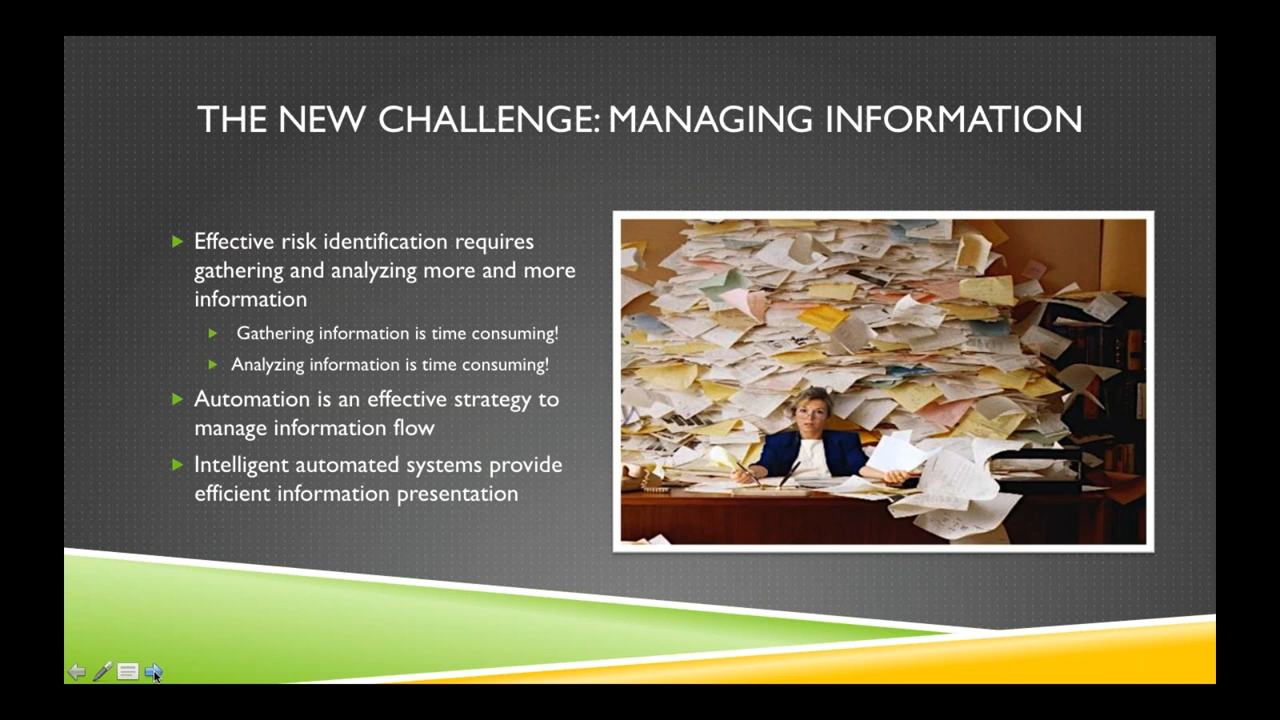 THE NEW CHALLENGE: MANAGING INFORMATION
Effective risk identification requires
gathering and analyzing more and more
information
Gathering information is time consuming!
Analyzing information is time consuming!
Automation is an effective strategy to
manage information flow
Intelligent automated systems provide
efficient information presentation